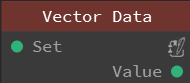 Vector Data
Set
Value